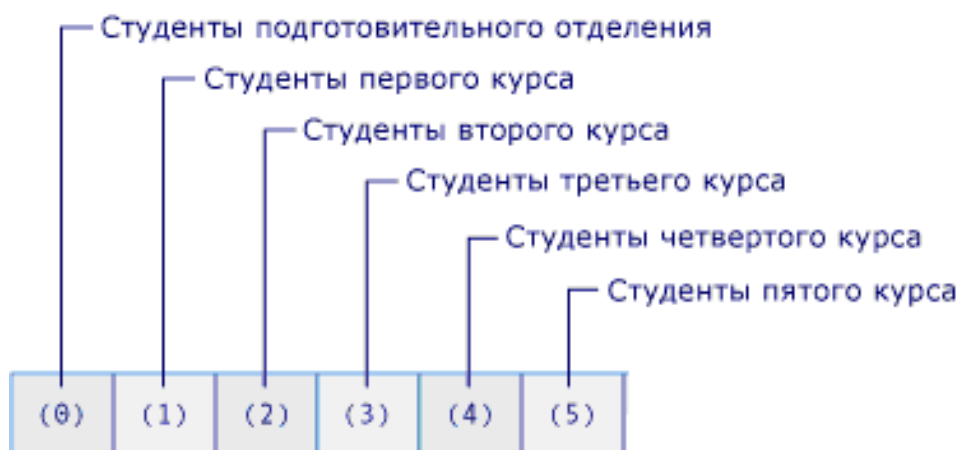 Студенты подготовительного отделения
Студенты первого курса
Студенты второго курса
Студенты третьего курса
Студенты четвертого курса
Студенты пятого курса
(0) (1) (2) (3) (4) (5)